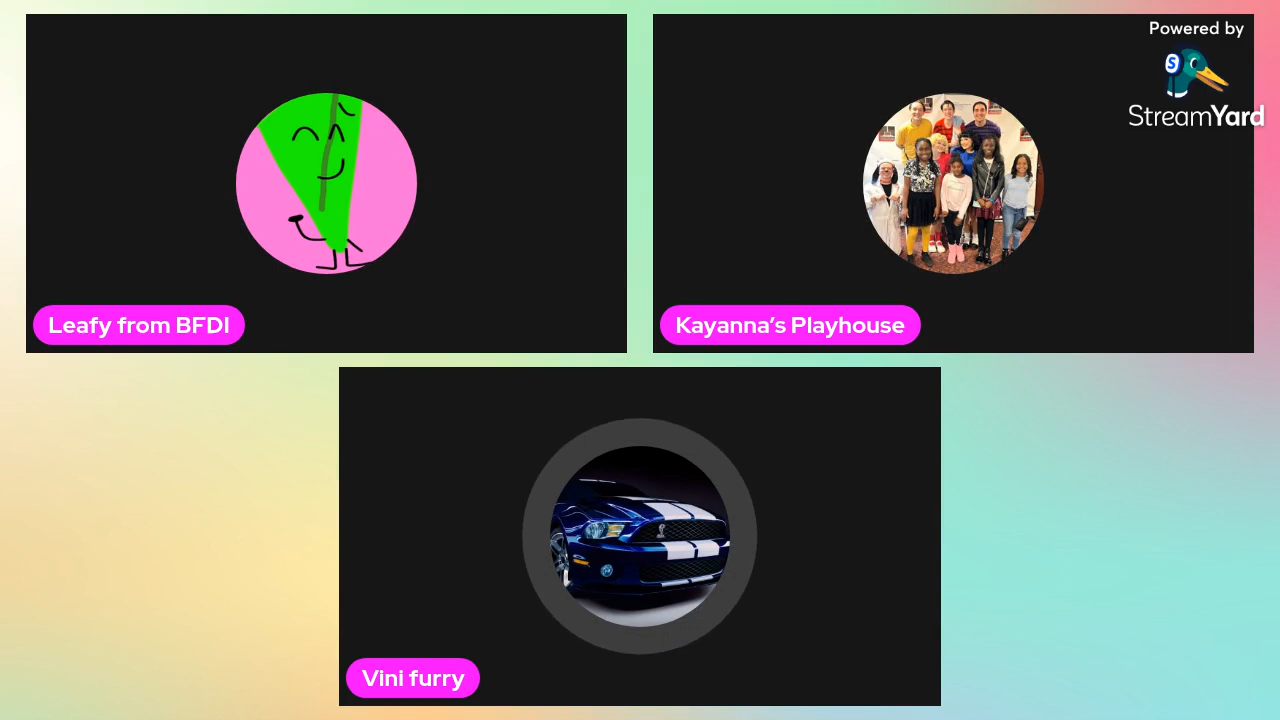 Powered by
StreamYard
Leafy from BFDI
Kayanna's Playhouse
Vini furry